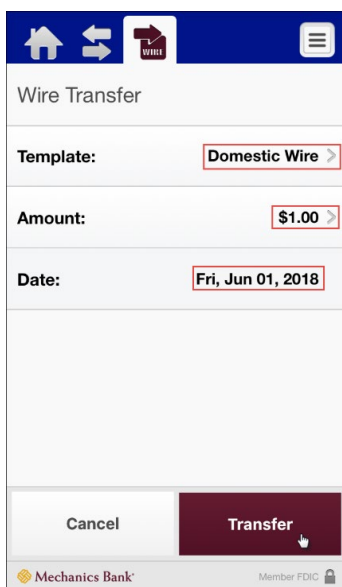 WIRE
Wire Transfer
Template: Domestic Wire
Amount: $1.00
Date: Fri, Jun 01, 2018
Cancel Transfer
Mechanics Bank Member FDIC